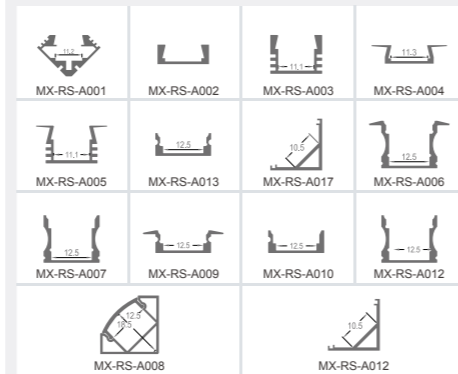 11.2
MX-RS-A001
MX-RS-A002
11.1
MX-RS-A003
11.3
MX-RS-A004
11.1
MX-RS-A005
12.5
MX-RS-A013
10.5
MX-RS-A017
12.5
MX-RS-A006
12.5
MX-RS-A007
12.5
MX-RS-A009
12.5
MX-RS-A010
12.5
MX-RS-A012
12.5
18.5
MX-RS-A008
10.5
MX-RS-A012